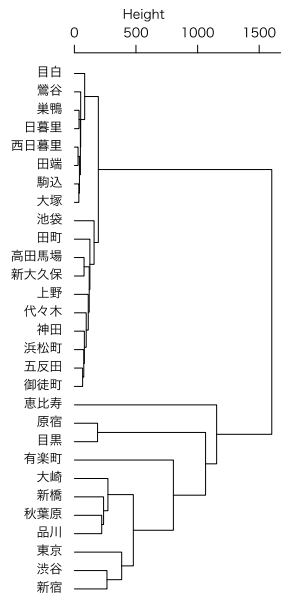 Height
0 500 1000 1500
目白
鶯谷
巣鴨
日暮里
西日暮里
田端
駒込
大塚
池袋
田町
高田馬場
新大久保
上野
代々木
神田
浜松町
五反田
御徒町
恵比寿
原宿
目黒
有楽町
大崎
新橋
秋葉原
品川
東京
渋谷
新宿